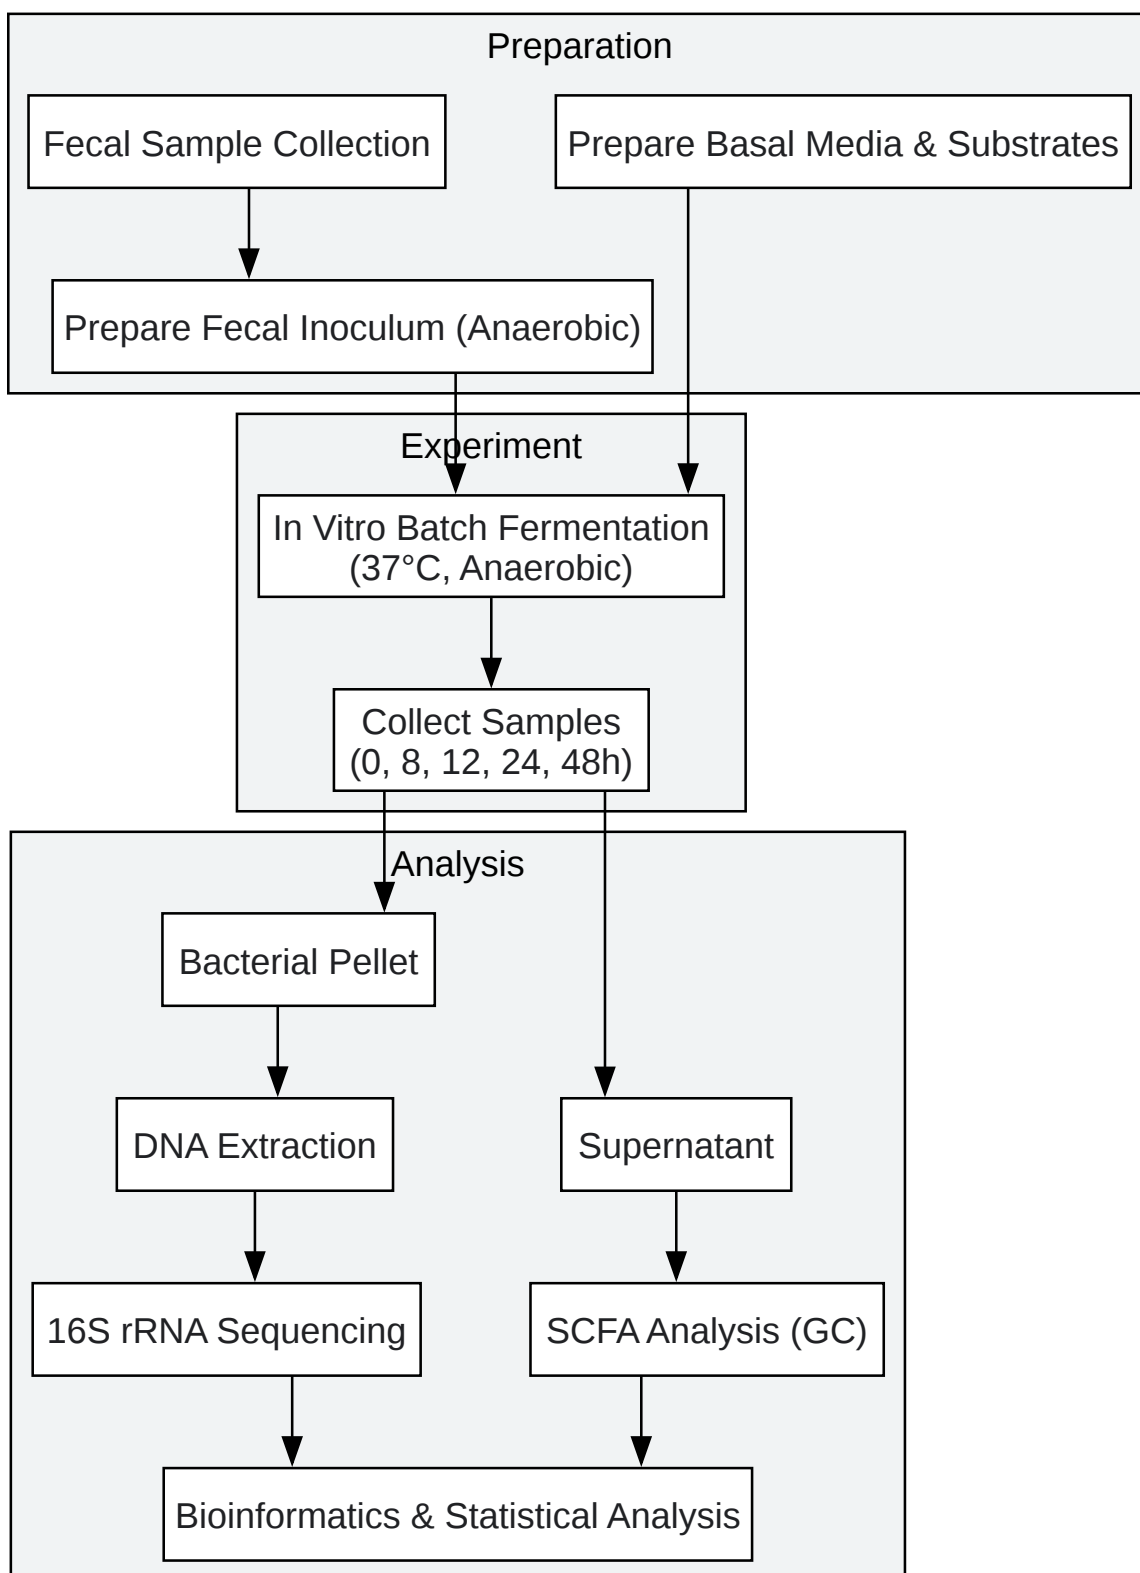 Preparation
Fecal Sample Collection
Prepare Basal Media & Substrates
Prepare Fecal Inoculum (Anaerobic)
Experiment
In Vitro Batch Fermentation
(37°C, Anaerobic)
Collect Samples
(0, 8, 12, 24, 48h)
Analysis
Bacterial Pellet
DNA Extraction
Supernatant
16S rRNA Sequencing
SCFA Analysis (GC)
Bioinformatics & Statistical Analysis